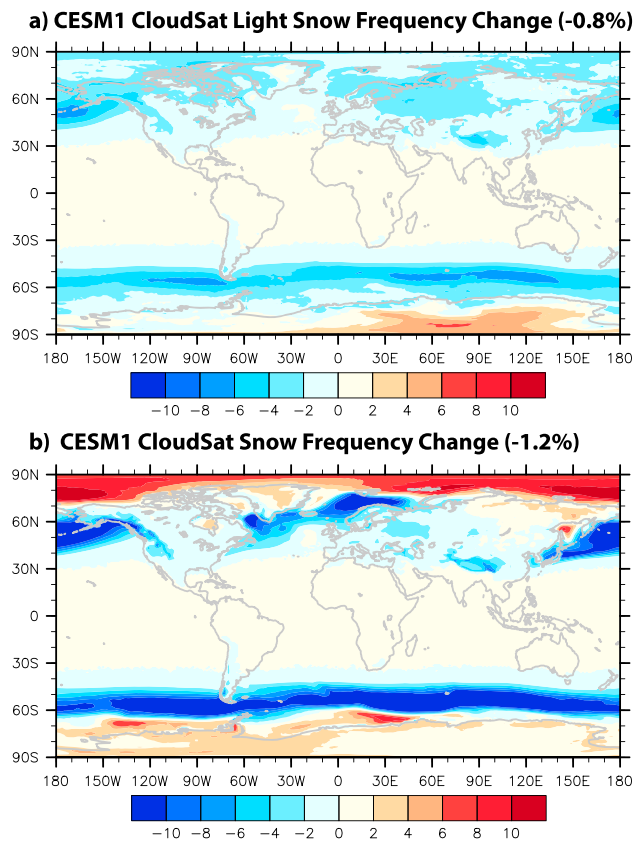 a) CESM1 CloudSat Light Snow Frequency Change (-0.8%)
90N
60N
30N
0
30S
60S
90S
180 150W 120W 90W 60W 30W 0 30E 60E 90E 120E 150E 180
−10 −8 −6 −4 −2 0 2 4 6 8 10
b) CESM1 CloudSat Snow Frequency Change (-1.2%)
90N
60N
30N
0
30S
60S
90S
180 150W 120W 90W 60W 30W 0 30E 60E 90E 120E 150E 180
−10 −8 −6 −4 −2 0 2 4 6 8 10